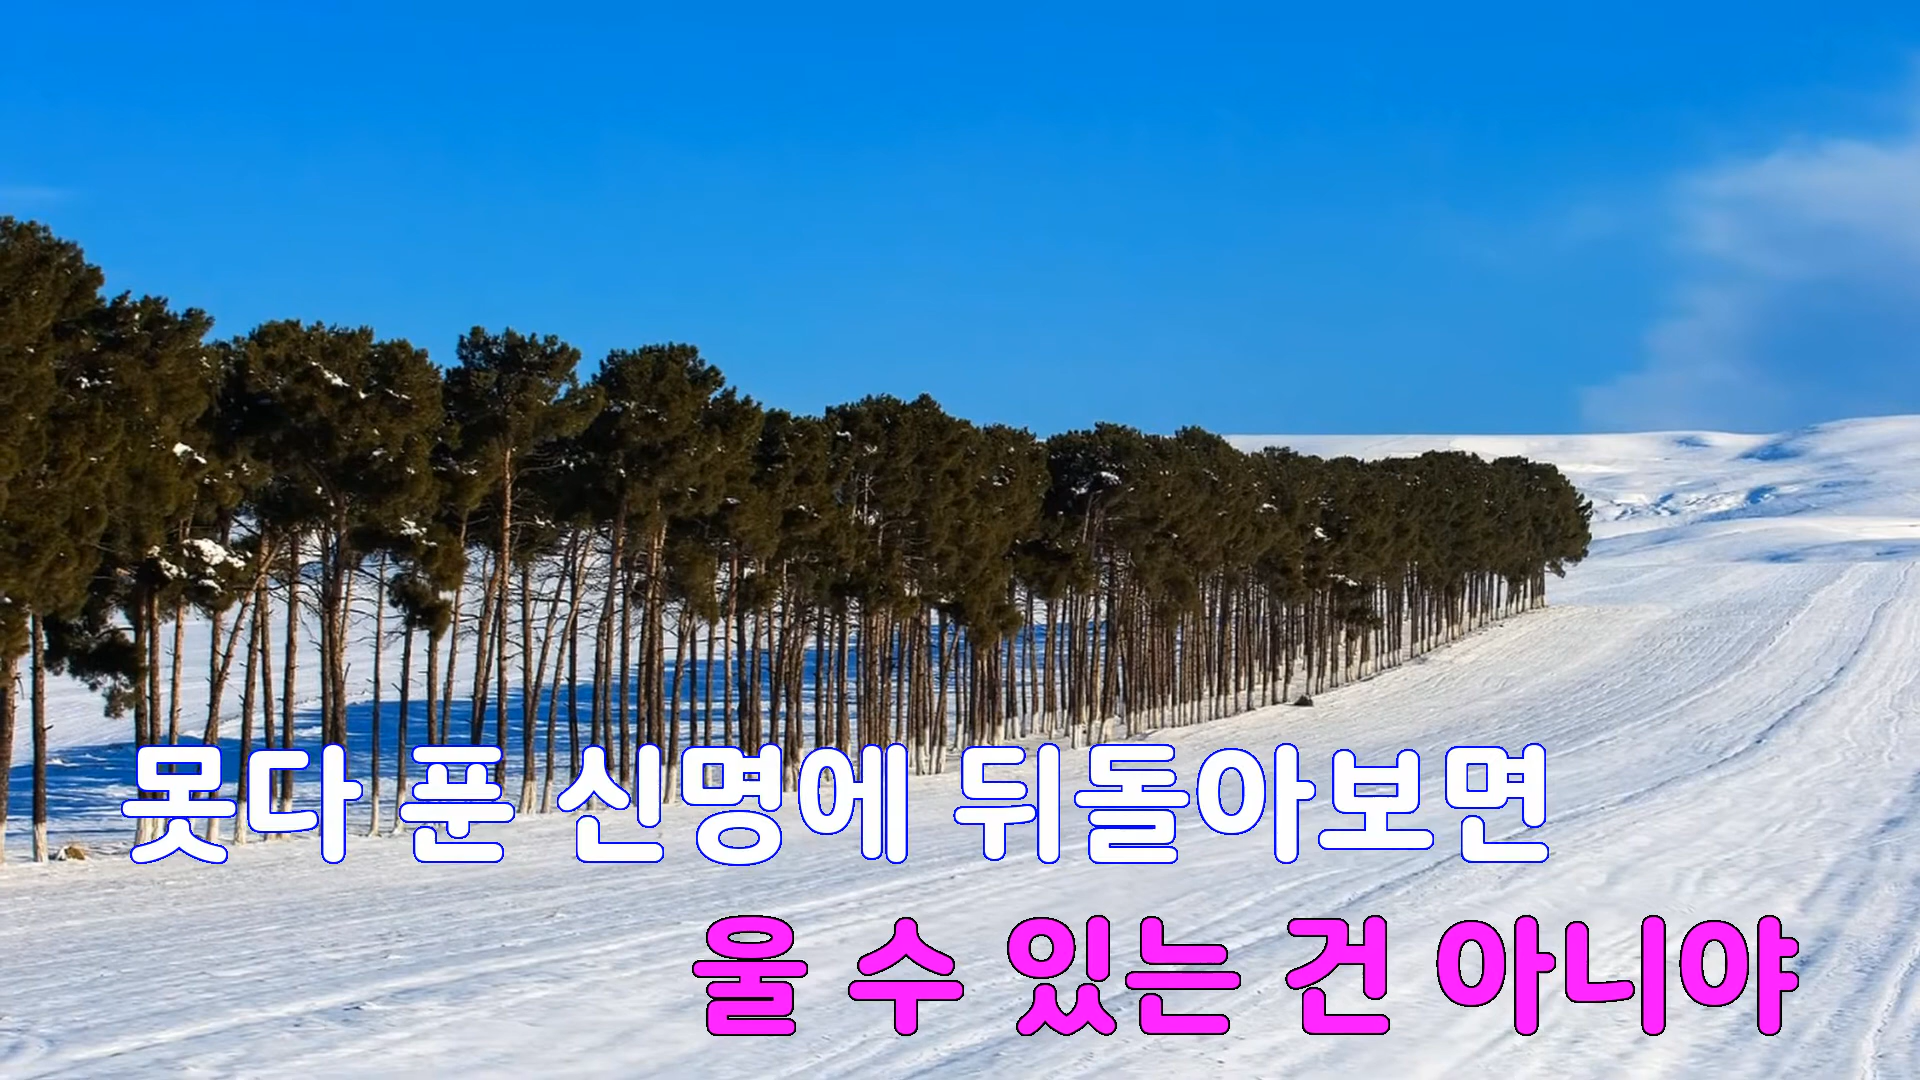 못다 푼 신명에 뒤돌아보면
울 수 있는 건 아니야